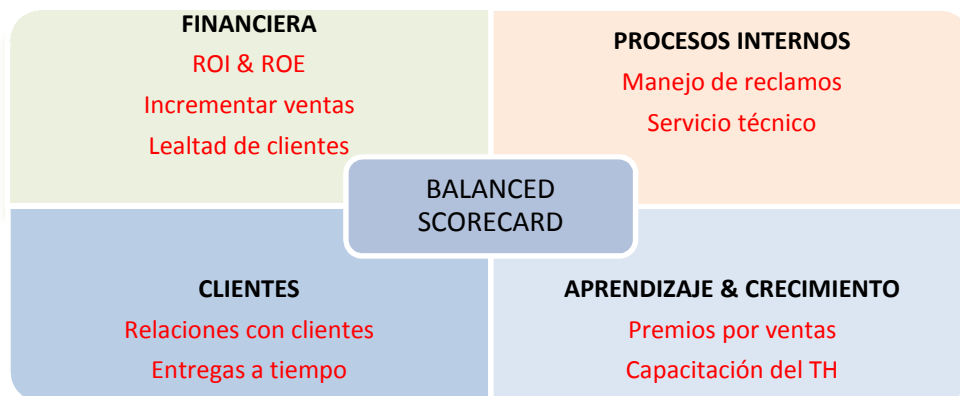 FINANCIERA
ROI & ROE
Incrementar ventas
Lealtad de clientes
PROCESOS INTERNOS
Manejo de reclamos
Servicio técnico
BALANCED
SCORECARD
CLIENTES
Relaciones con clientes
Entregas a tiempo
APRENDIZAJE & CRECIMIENTO
Premios por ventas
Capacitación del TH